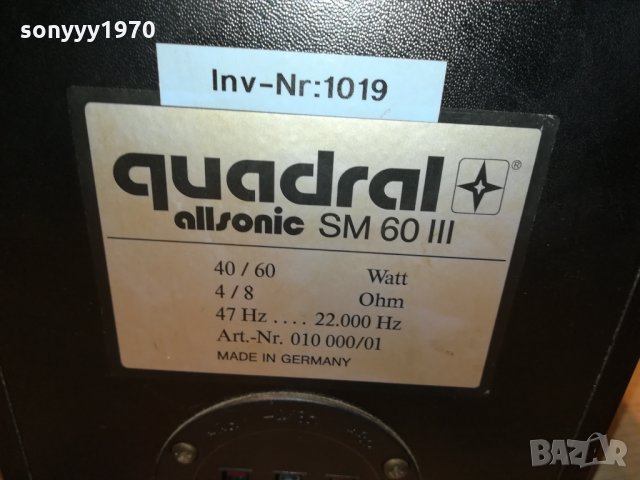 sonyyy1970
Inv-Nr:1019
quadral ®
allsonic SM 60 III
40 / 60 Watt
4 / 8 Ohm
47 Hz .... 22.000 Hz
Art.-Nr. 010 000/01
MADE IN GERMANY
BAZAR